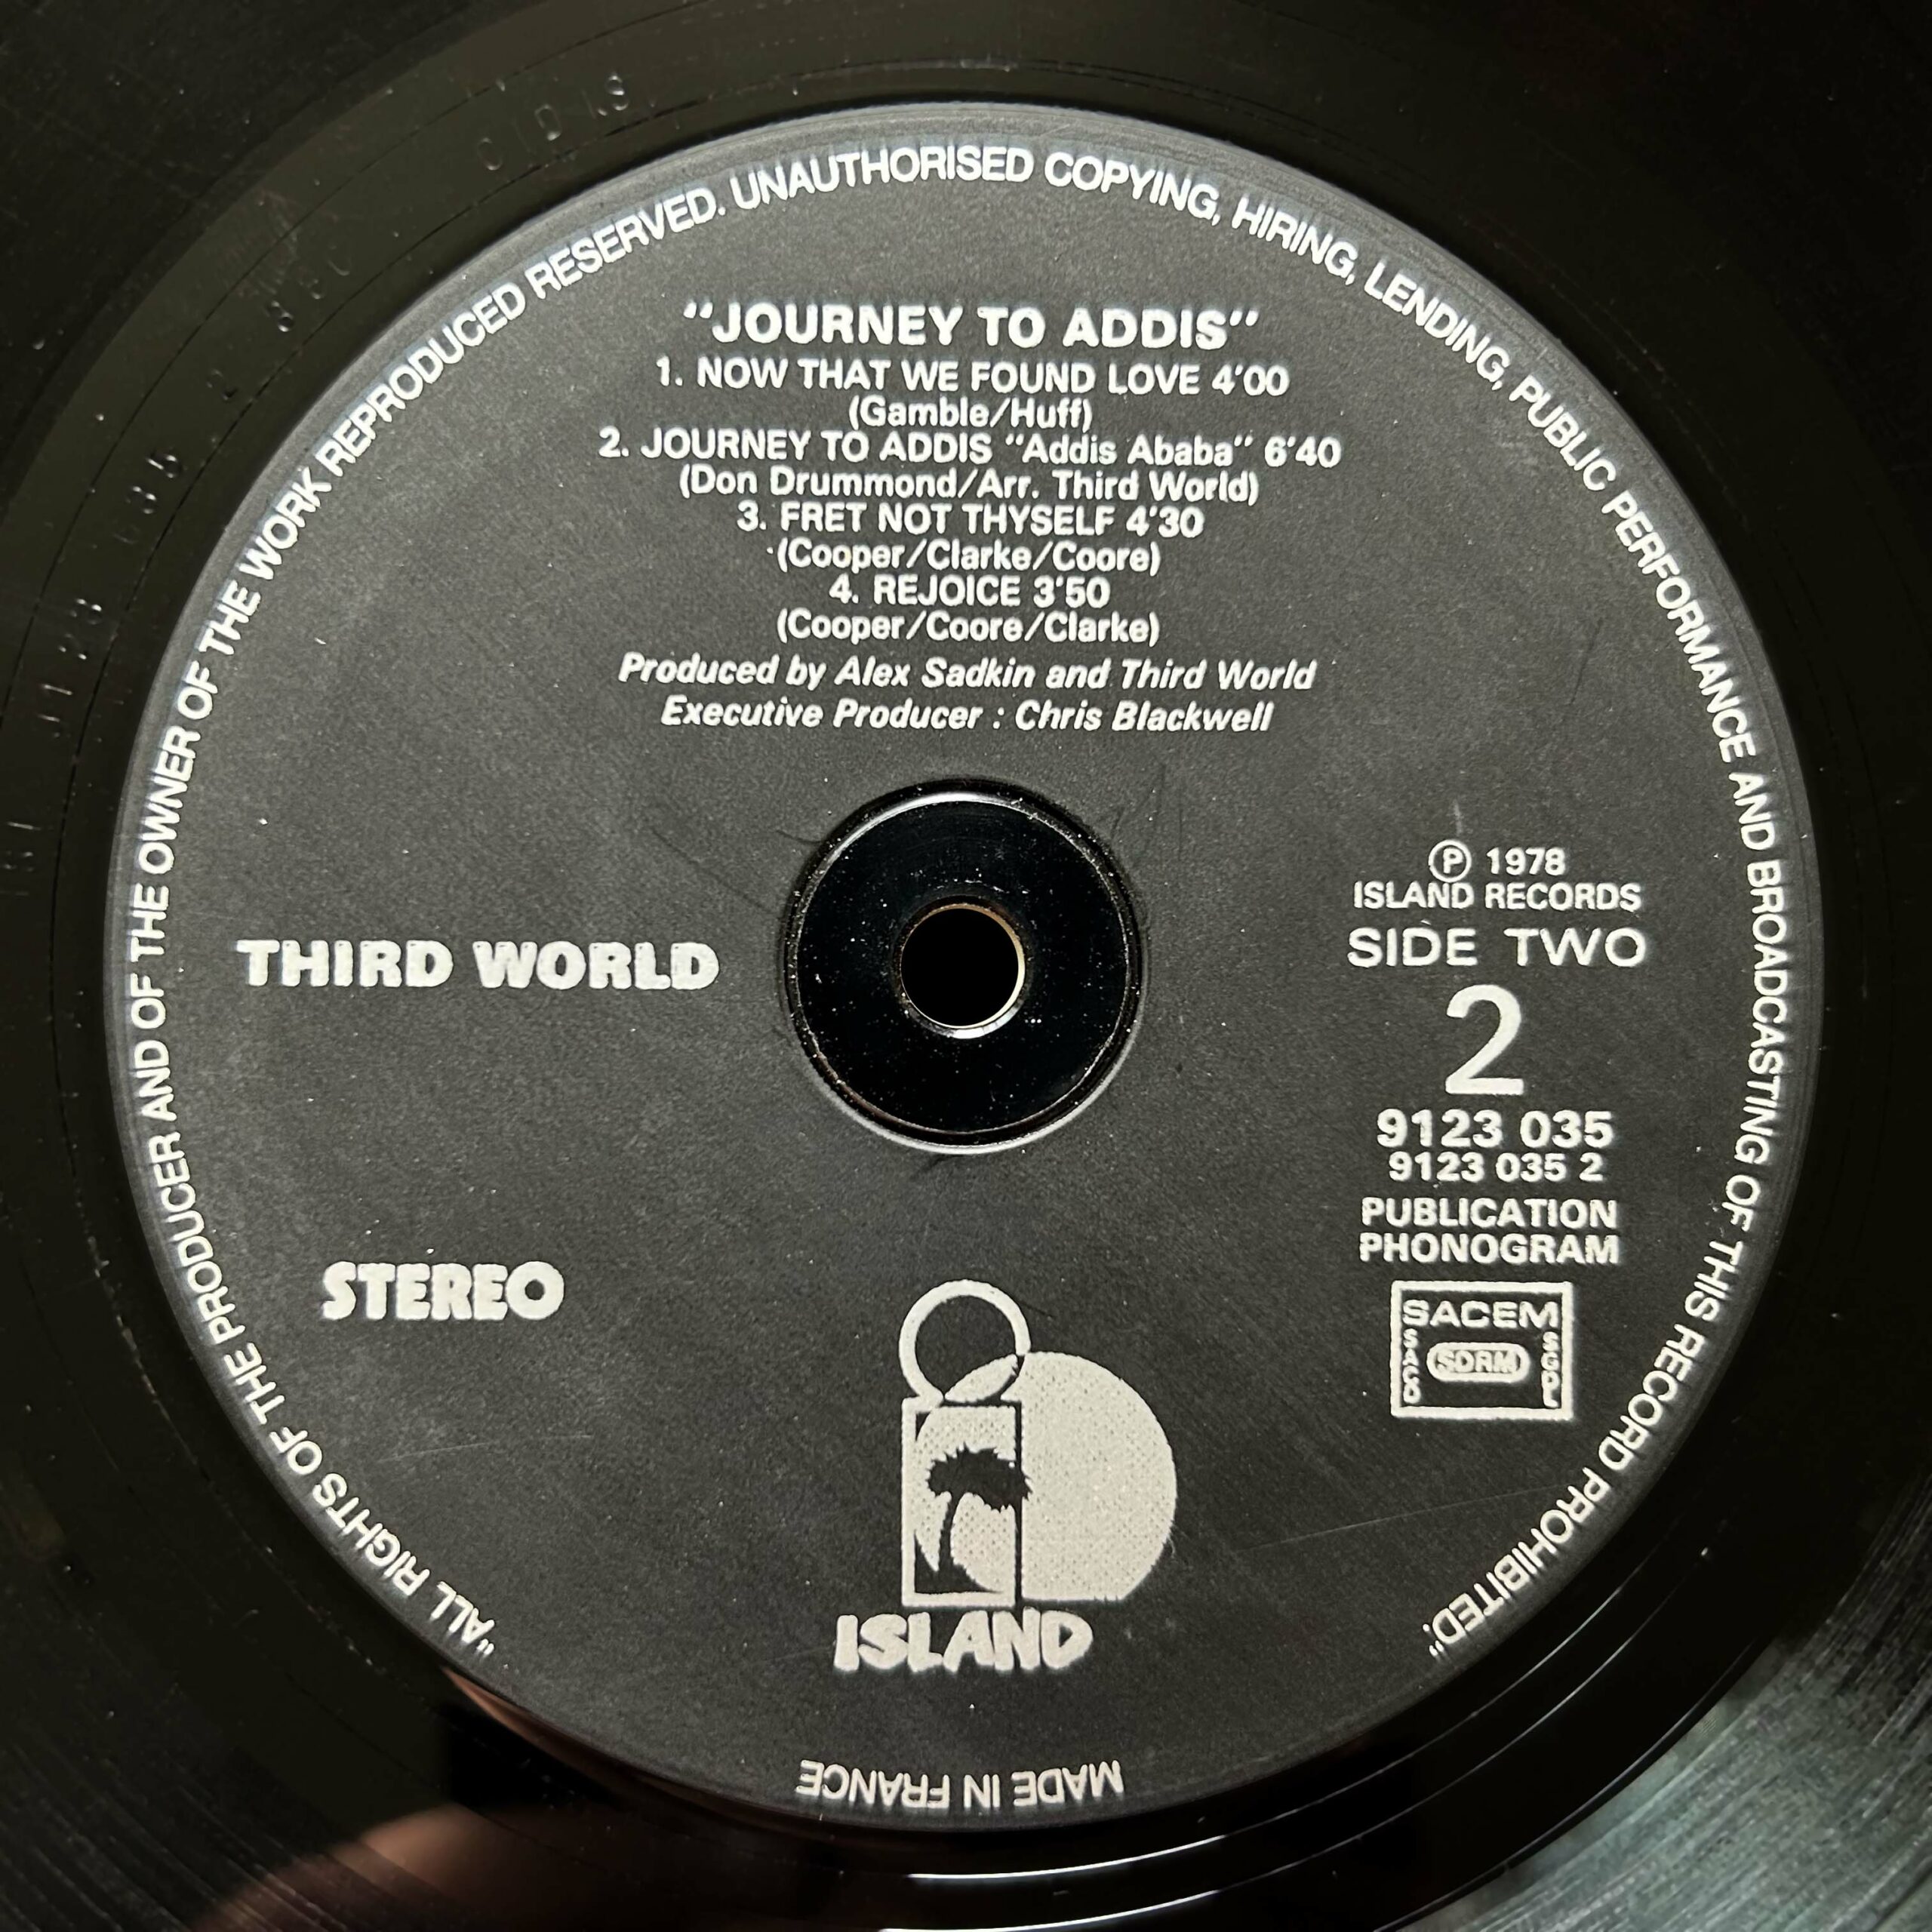 "ALL RIGHTS OF THE PRODUCER AND OF THE OWNER OF THE WORK REPRODUCED RESERVED. UNAUTHORISED COPYING, HIRING, LENDING, PUBLIC PERFORMANCE AND BROADCASTING OF THIS RECORD PROHIBITED."
"JOURNEY TO ADDIS"
1. NOW THAT WE FOUND LOVE 4'00
(Gamble/Huff)
2. JOURNEY TO ADDIS "Addis Ababa" 6'40
(Don Drummond/Arr. Third World)
3. FRET NOT THYSELF 4'30
(Cooper/Clarke/Coore)
4. REJOICE 3'50
(Cooper/Coore/Clarke)
Produced by Alex Sadkin and Third World
Executive Producer : Chris Blackwell
THIRD WORLD
STEREO
Ⓟ 1978
ISLAND RECORDS
SIDE TWO
2
9123 035
9123 035 2
PUBLICATION
PHONOGRAM
SACEM
SACD
SDRM
SGDL
ISLAND
MADE IN FRANCE